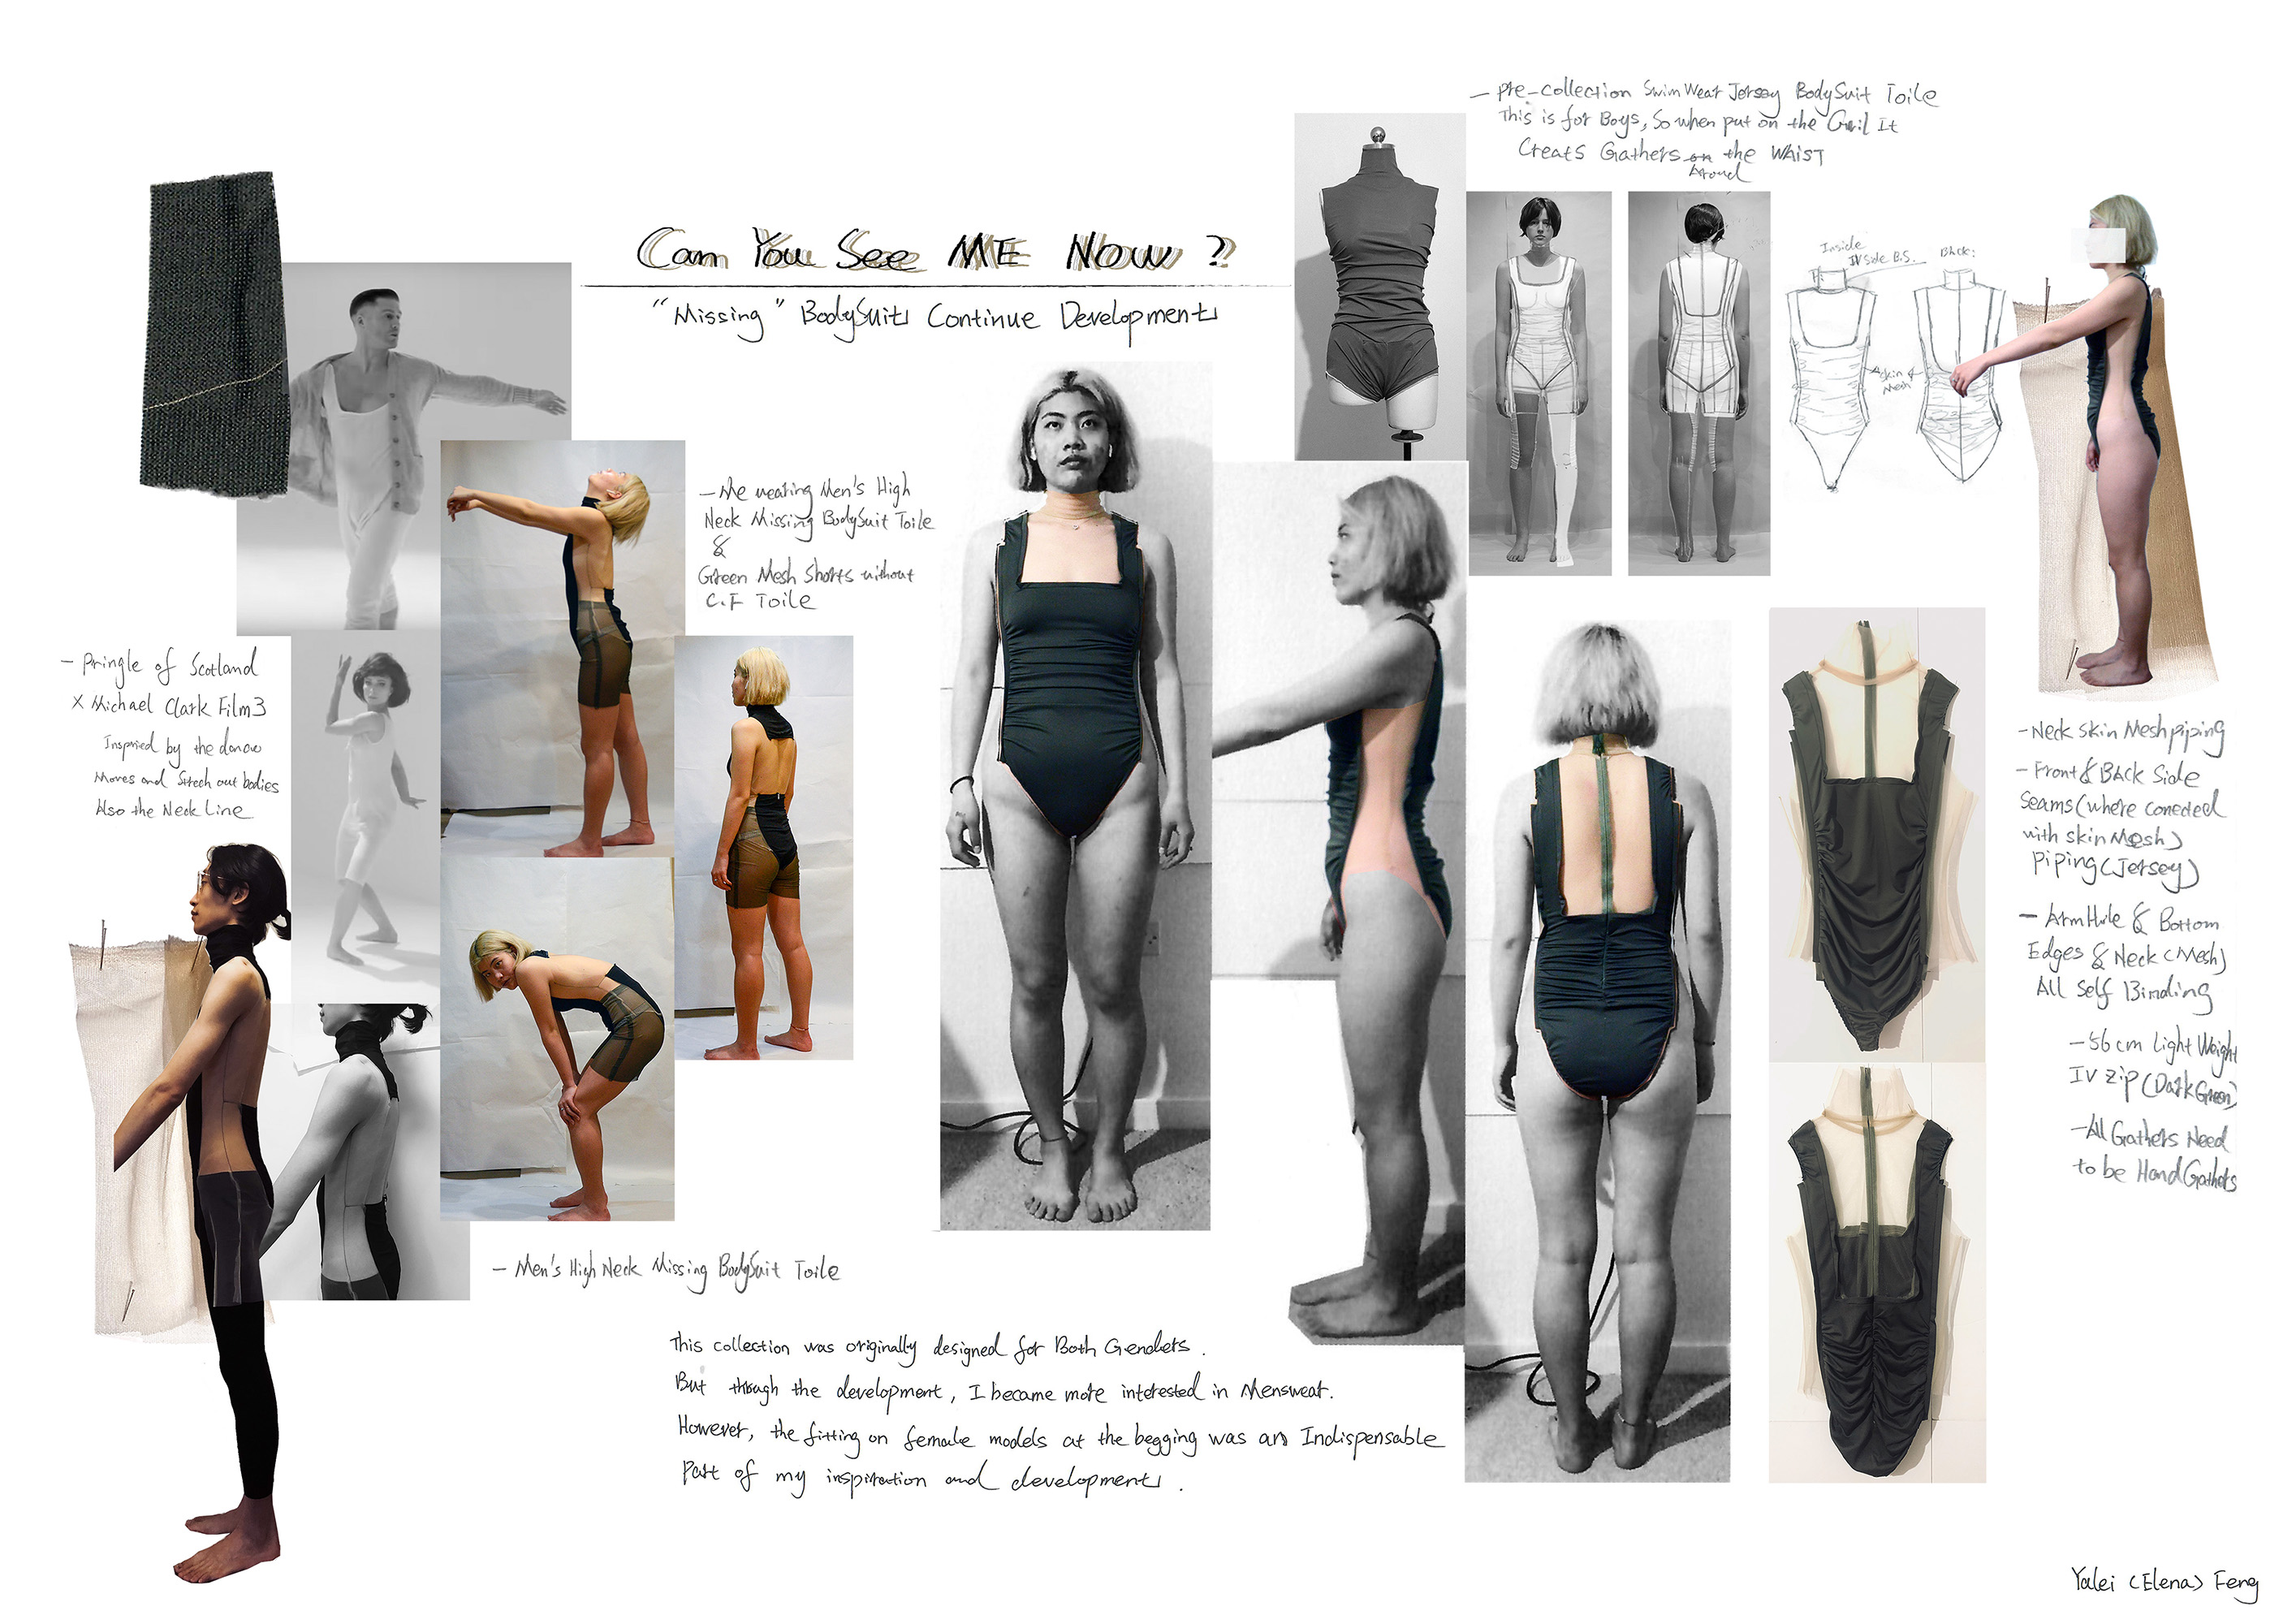 Can You See ME Now ?
"Missing" BodySuits Continue Development
— Pre-collection SwimWear Jersey BodySuit Toile
This is for Boys, So when put on the Gril It
Creats Gathers on the WAIST
Around
Inside
IV Side B.S.
Back:
Skin &
Mesh
— Me wearing Men's High
Neck Missing BodySuit Toile
&
Green Mesh Shorts without
C.F Toile
— Pringle of Scotland
X Michael Clark Film3
Inspried by the dance
Moves and Strech out bodies
Also the Neck Line
— Men's High Neck Missing BodySuit Toile
This collection was originally designed for Both Genders.
But through the development, I became more interested in Menswear.
However, the fitting on female models at the begging was an Indispensable
Part of my inspiration and development.
— Neck skin Mesh piping
— Front & BAck Side
Seams (where conected
with skin Mesh)
Piping (Jersey)
— ArmHole & Bottom
Edges & Neck (Mesh)
All Self Binding
— 56 cm Light Weight
IV Zip (Dark Green)
— All Gathers Need
to be Hand Gathers
Yalei (Elena) Feng